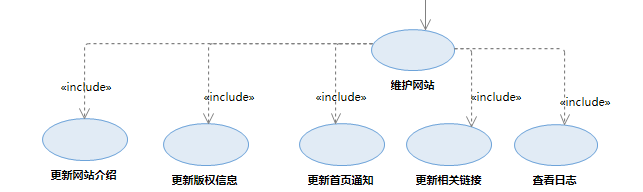 维护网站
«include»
«include»
«include»
«include»
«include»
更新网站介绍
更新版权信息
更新首页通知
更新相关链接
查看日志